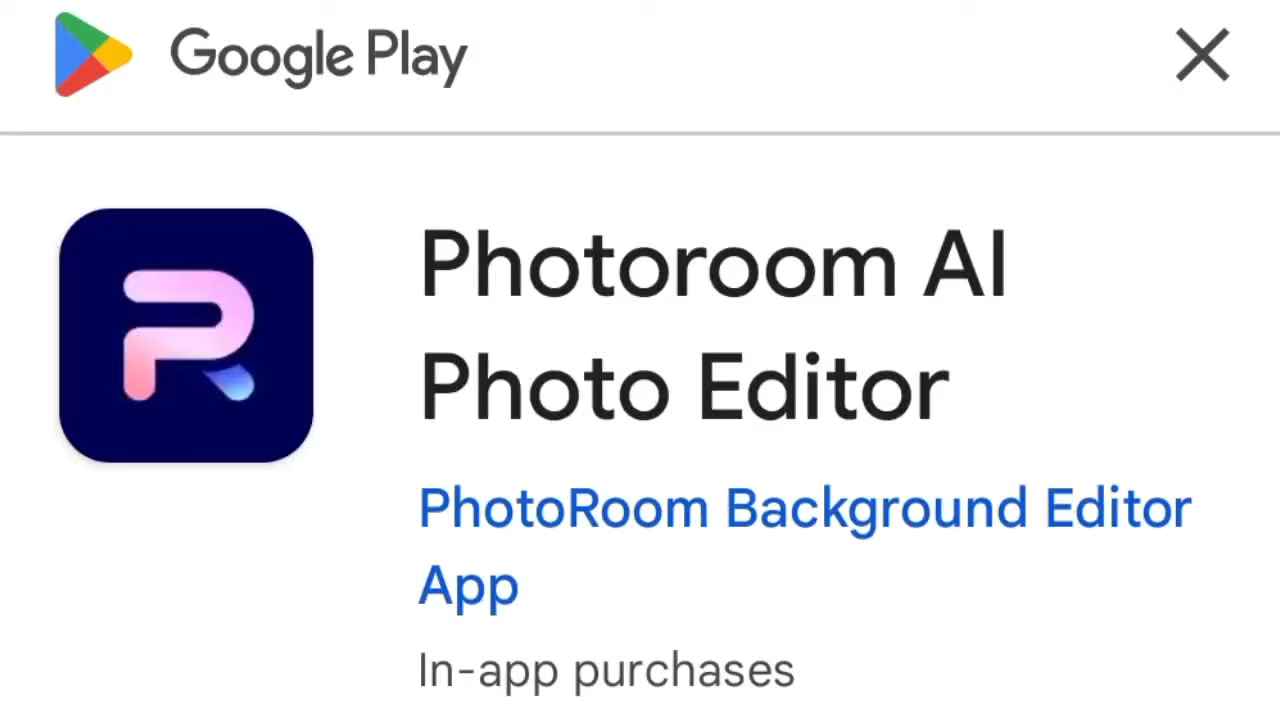 Google Play
Photoroom AI
Photo Editor
PhotoRoom Background Editor
App
In-app purchases